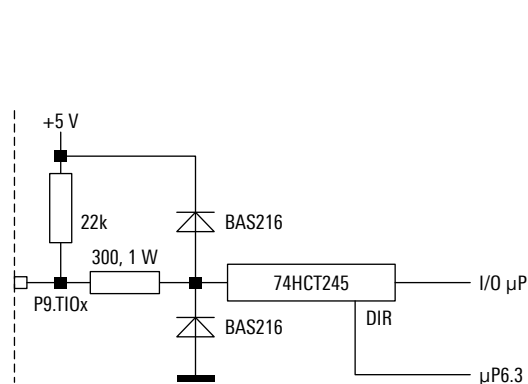 +5 V
22k
BAS216
300, 1 W
74HCT245
I/O µP
P9.TIOx
DIR
BAS216
µP6.3